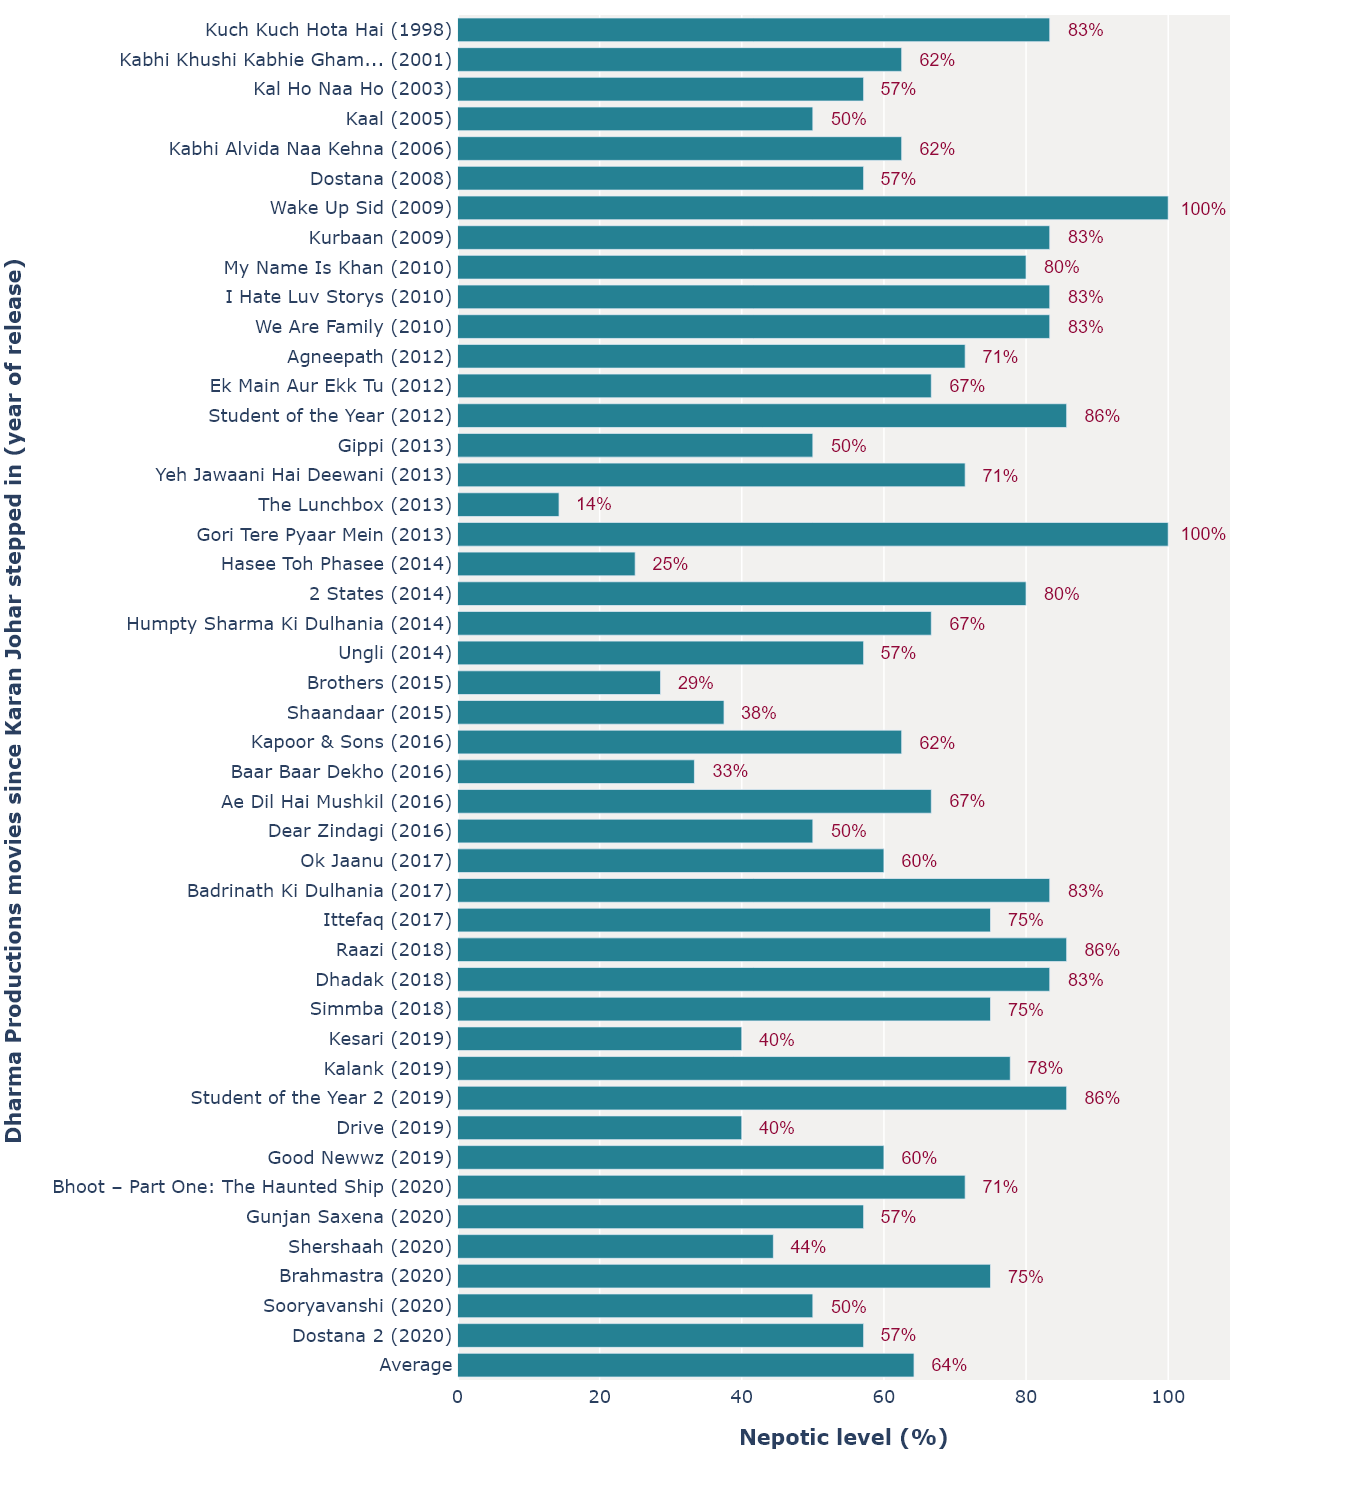 Kuch Kuch Hota Hai (1998) 83%
Kabhi Khushi Kabhie Gham... (2001) 62%
Kal Ho Naa Ho (2003) 57%
Kaal (2005) 50%
Kabhi Alvida Naa Kehna (2006) 62%
Dostana (2008) 57%
Wake Up Sid (2009) 100%
Kurbaan (2009) 83%
My Name Is Khan (2010) 80%
I Hate Luv Storys (2010) 83%
We Are Family (2010) 83%
Agneepath (2012) 71%
Ek Main Aur Ekk Tu (2012) 67%
Student of the Year (2012) 86%
Gippi (2013) 50%
Yeh Jawaani Hai Deewani (2013) 71%
The Lunchbox (2013) 14%
Gori Tere Pyaar Mein (2013) 100%
Hasee Toh Phasee (2014) 25%
2 States (2014) 80%
Humpty Sharma Ki Dulhania (2014) 67%
Ungli (2014) 57%
Brothers (2015) 29%
Shaandaar (2015) 38%
Kapoor & Sons (2016) 62%
Baar Baar Dekho (2016) 33%
Ae Dil Hai Mushkil (2016) 67%
Dear Zindagi (2016) 50%
Ok Jaanu (2017) 60%
Badrinath Ki Dulhania (2017) 83%
Ittefaq (2017) 75%
Raazi (2018) 86%
Dhadak (2018) 83%
Simmba (2018) 75%
Kesari (2019) 40%
Kalank (2019) 78%
Student of the Year 2 (2019) 86%
Drive (2019) 40%
Good Newwz (2019) 60%
Bhoot – Part One: The Haunted Ship (2020) 71%
Gunjan Saxena (2020) 57%
Shershaah (2020) 44%
Brahmastra (2020) 75%
Sooryavanshi (2020) 50%
Dostana 2 (2020) 57%
Average 64%
0 20 40 60 80 100
Nepotic level (%)
Dharma Productions movies since Karan Johar stepped in (year of release)